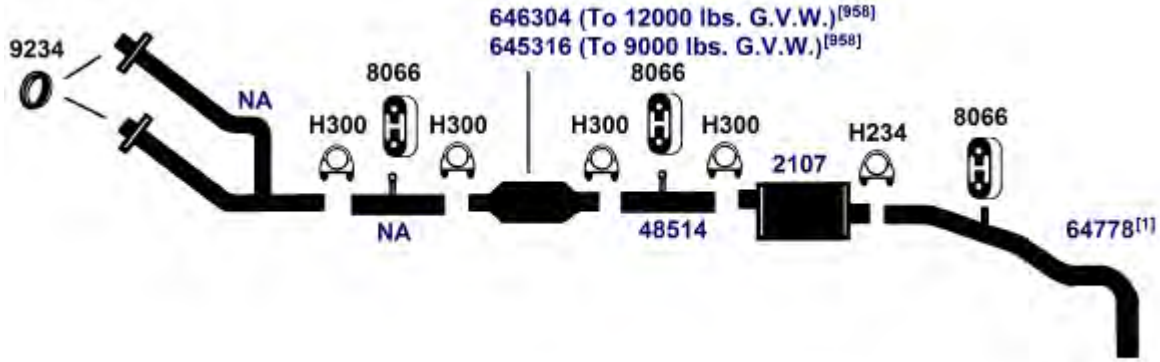 646304 (To 12000 lbs. G.V.W.)[958]
645316 (To 9000 lbs. G.V.W.)[958]
9234
8066
8066
NA
H300
H300
H300
H300
H234
8066
2107
NA
48514
64778[1]